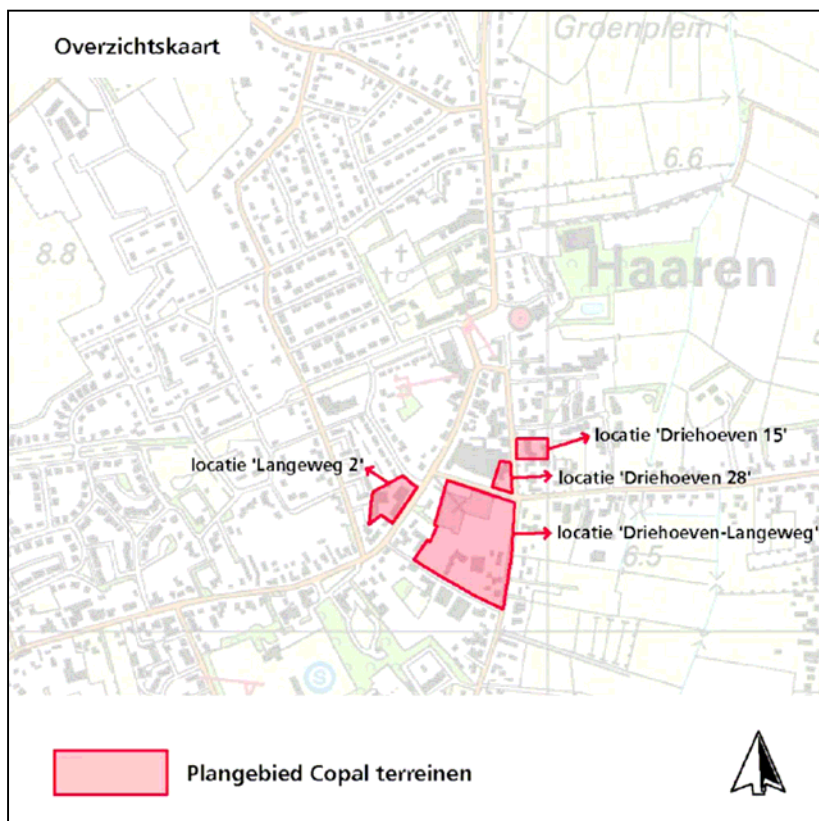 Overzichtskaart
Groenplein
6.6
8.8
Haaren
locatie 'Driehoeven 15'
locatie 'Langeweg 2'
locatie 'Driehoeven 28'
locatie 'Driehoeven-Langeweg'
6.5
S
Plangebied Copal terreinen